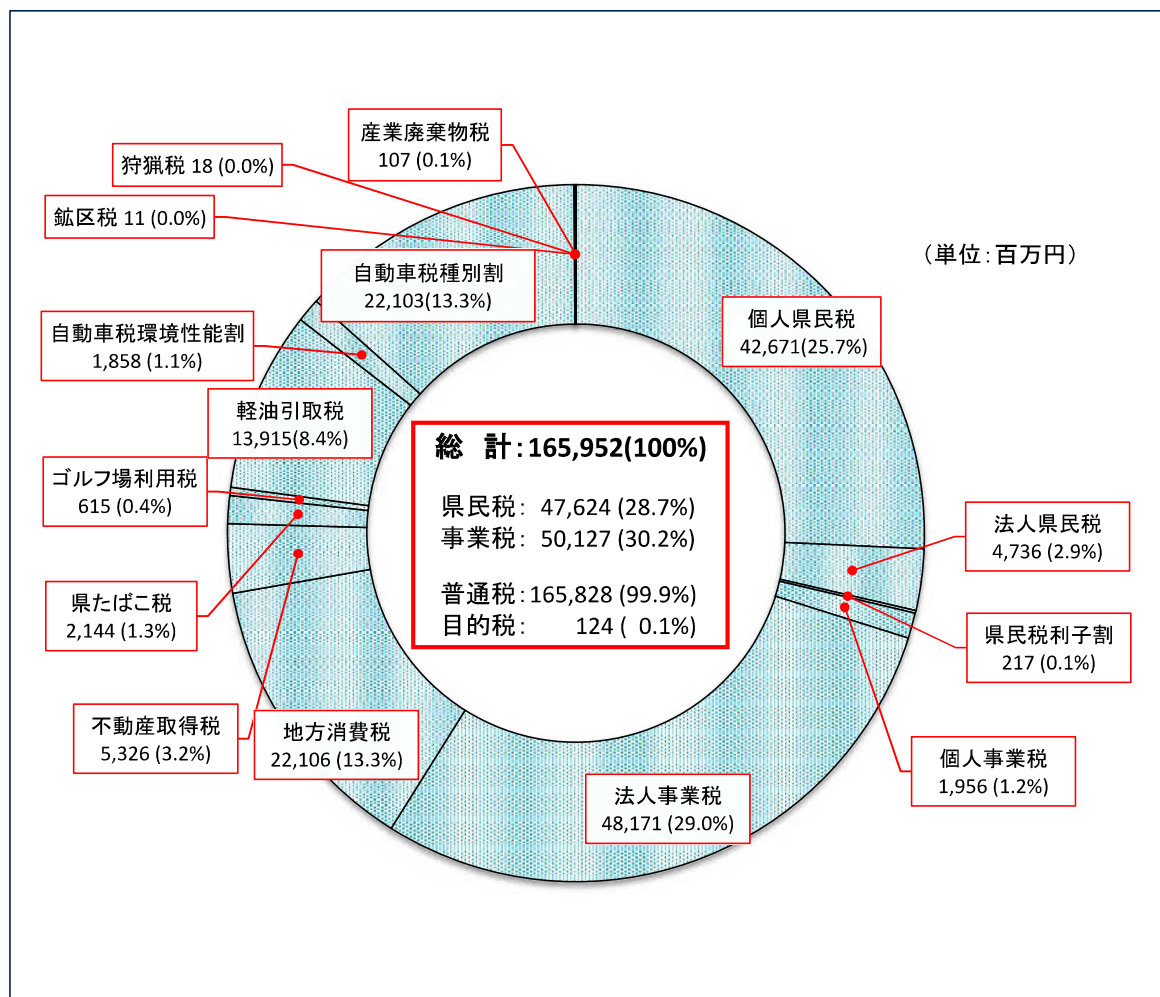 産業廃棄物税
107 (0.1%)
狩猟税 18 (0.0%)
鉱区税 11 (0.0%)
(単位:百万円)
自動車税種別割
22,103(13.3%)
個人県民税
42,671(25.7%)
自動車税環境性能割
1,858 (1.1%)
軽油引取税
13,915(8.4%)
総 計:165,952(100%)
県民税: 47,624 (28.7%)
事業税: 50,127 (30.2%)
普通税:165,828 (99.9%)
目的税: 124 ( 0.1%)
ゴルフ場利用税
615 (0.4%)
法人県民税
4,736 (2.9%)
県たばこ税
2,144 (1.3%)
県民税利子割
217 (0.1%)
不動産取得税
5,326 (3.2%)
地方消費税
22,106 (13.3%)
個人事業税
1,956 (1.2%)
法人事業税
48,171 (29.0%)